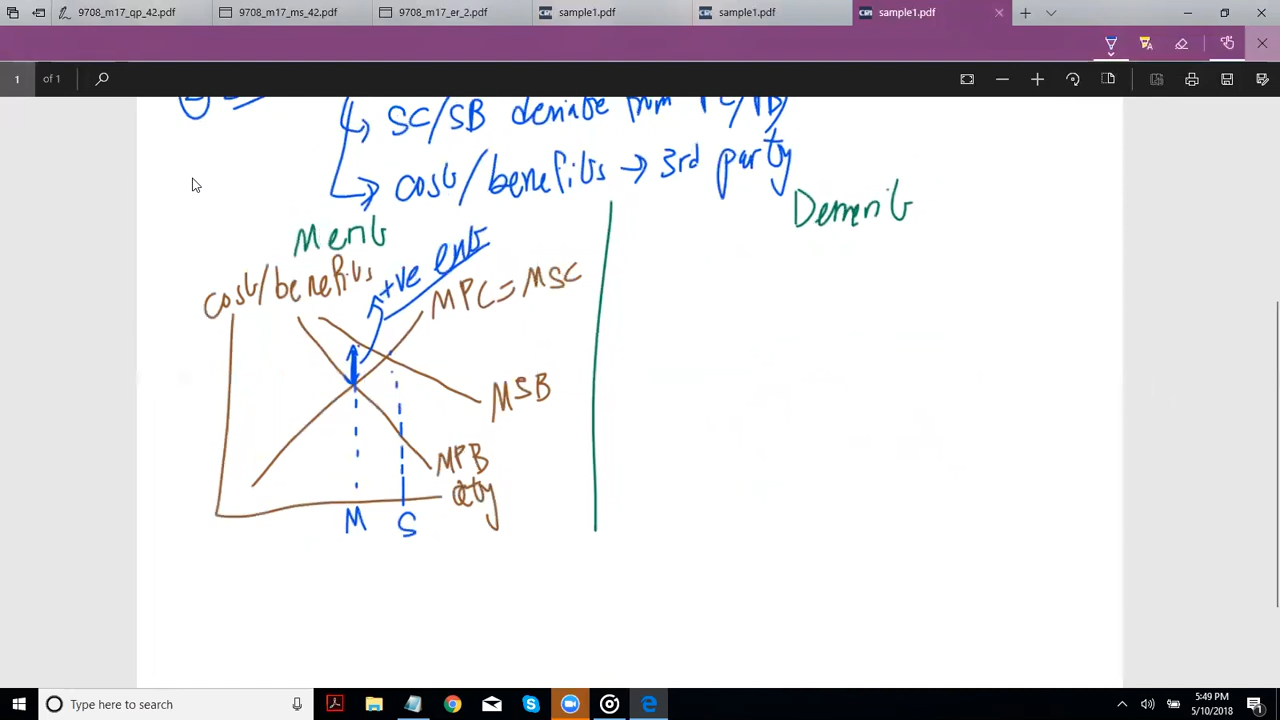 9708_m17_qp_42.pdf
9708_m17_ms_42.pdf
9708_m17_er_2.pdf
sample1.pdf
sample1.pdf
sample1.pdf
1 of 1
SC/SB deviate from PC/PB
cost/benefits → 3rd party
Merit
Demerit
+ve ext
cost/benefits
MPC = MSC
MSB
MPB
qty
M
S
Type here to search
5:49 PM
5/10/2018